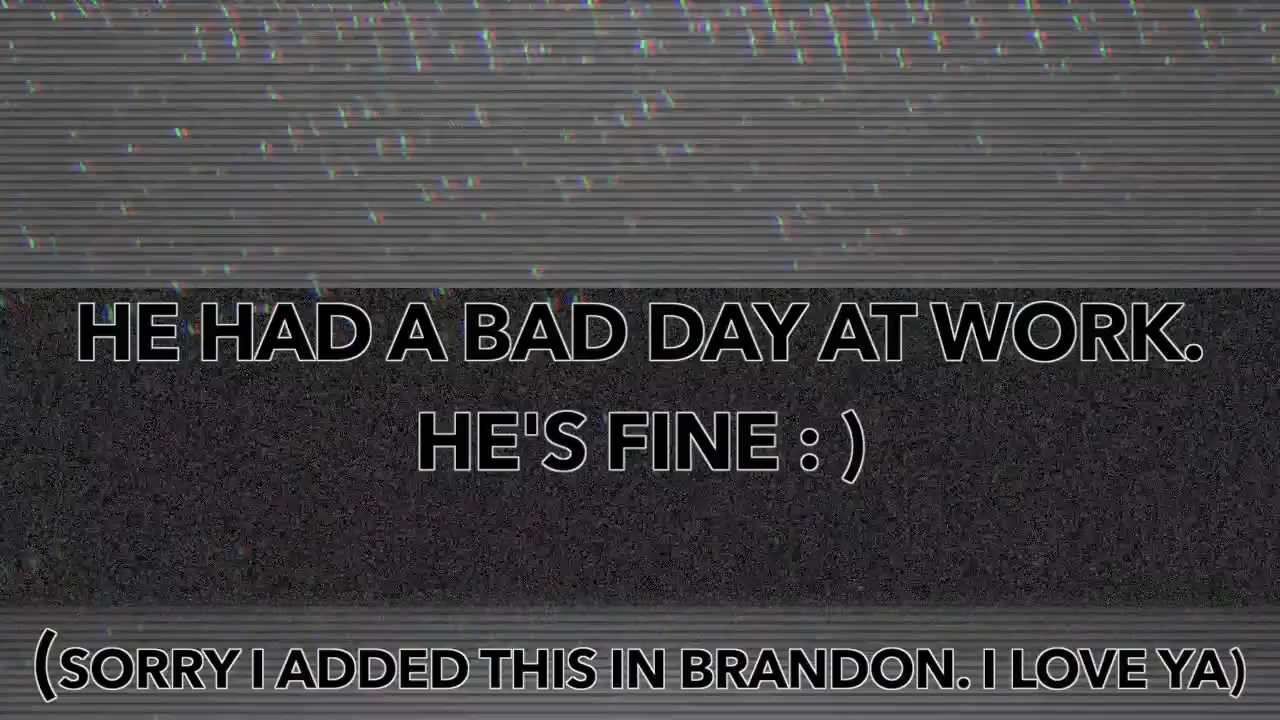 HE HAD A BAD DAY AT WORK.
HE'S FINE : )
(SORRY I ADDED THIS IN BRANDON. I LOVE YA)